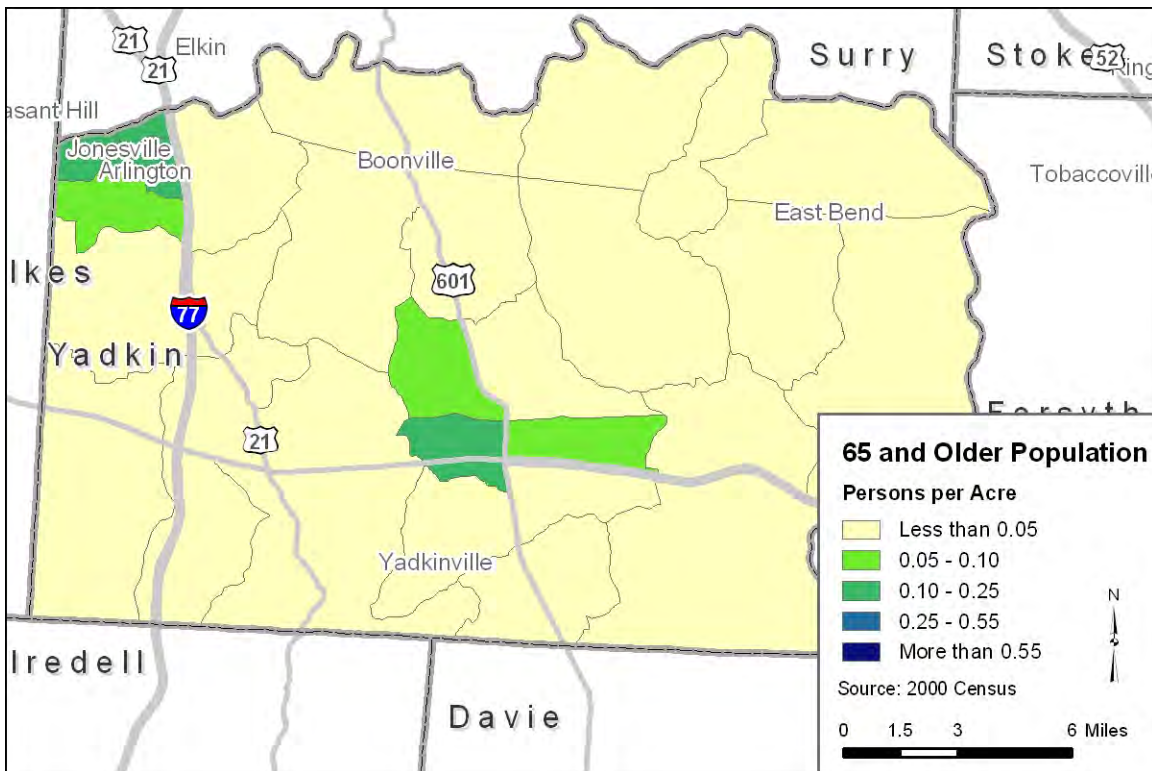 21
Elkin
21
Surry
Stoke
52
King
asant Hill
Jonesville
Arlington
Boonville
Tobaccoville
East Bend
lkes
601
77
Yadkin
21
Forsyth
65 and Older Population
Persons per Acre
Less than 0.05
0.05 - 0.10
0.10 - 0.25
0.25 - 0.55
More than 0.55
N
Source: 2000 Census
0 1.5 3 6 Miles
Yadkinville
Iredell
Davie